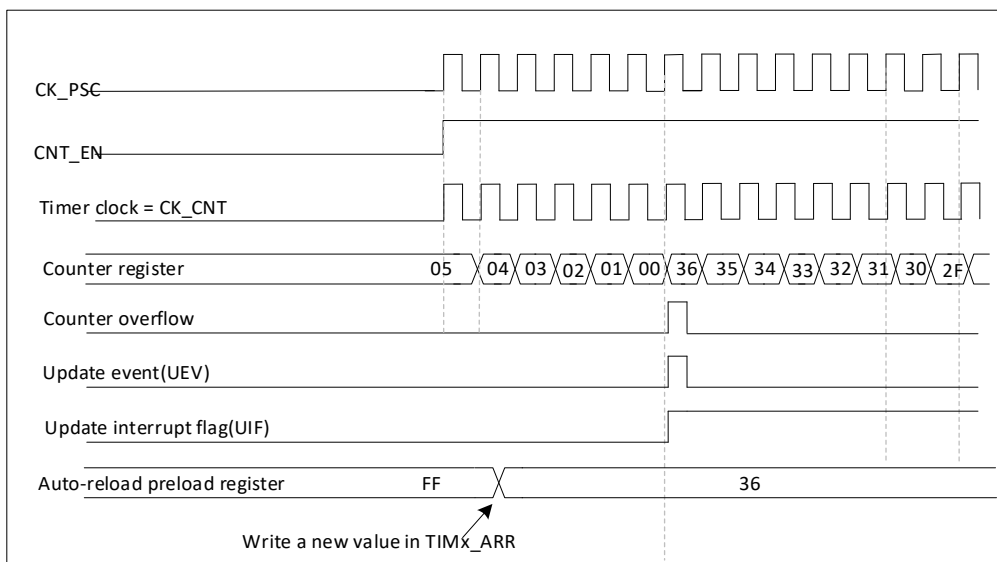 CK_PSC
CNT_EN
Timer clock = CK_CNT
Counter register 05 04 03 02 01 00 36 35 34 33 32 31 30 2F
Counter overflow
Update event(UEV)
Update interrupt flag(UIF)
Auto-reload preload register FF 36
Write a new value in TIMx_ARR